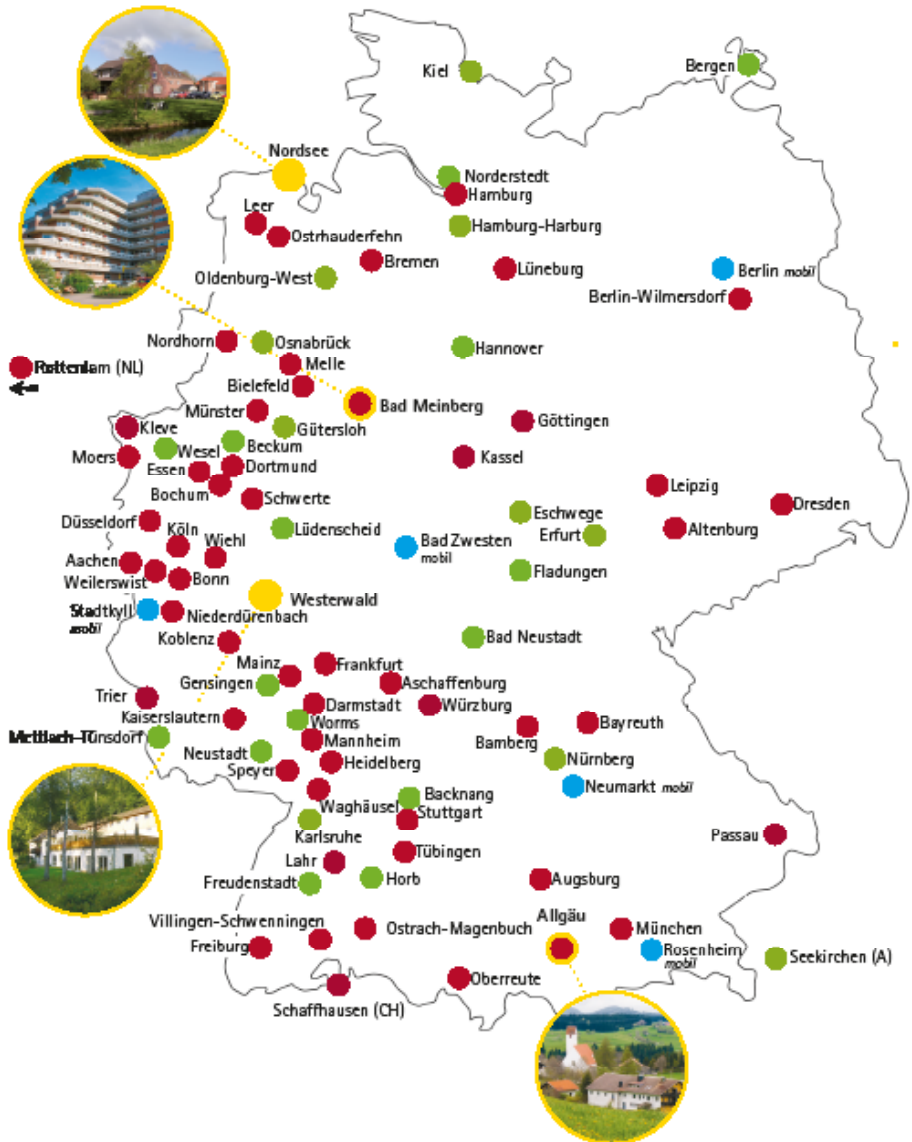 Kiel
Bergen
Nordsee
Norderstedt
Hamburg
Leer
Ostrhauderfehn
Hamburg-Harburg
Bremen
Lüneburg
Berlin mobil
Oldenburg-West
Berlin-Wilmersdorf
Nordhorn
Osnabrück
Hannover
Melle
(NL)
Bielefeld
Bad Meinberg
Münster
Göttingen
Kleve
Gütersloh
Wesel
Beckum
Moers
Kassel
Essen
Dortmund
Bochum
Schwerte
Leipzig
Dresden
Düsseldorf
Köln
Wiehl
Lüdenscheid
Eschwege
Erfurt
Altenburg
Bad Zwesten
mobil
Aachen
Weilerswist
Bonn
Fladungen
Westerwald
Stadtkyll
mobil
Niederdürenbach
Koblenz
Bad Neustadt
Mainz
Frankfurt
Gensingen
Aschaffenburg
Trier
Darmstadt
Würzburg
Kaiserslautern
Worms
Bayreuth
Bamberg
Mettlach-Tünsdorf
Mannheim
Neustadt
Heidelberg
Nürnberg
Speyer
Neumarkt mobil
Waghäusel
Backnang
Stuttgart
Karlsruhe
Passau
Tübingen
Lahr
Freudenstadt
Horb
Augsburg
Villingen-Schwenningen
Ostrach-Magenbuch
Allgäu
München
Freiburg
Rosenheim
mobil
Seekirchen (A)
Oberreute
Schaffhausen (CH)